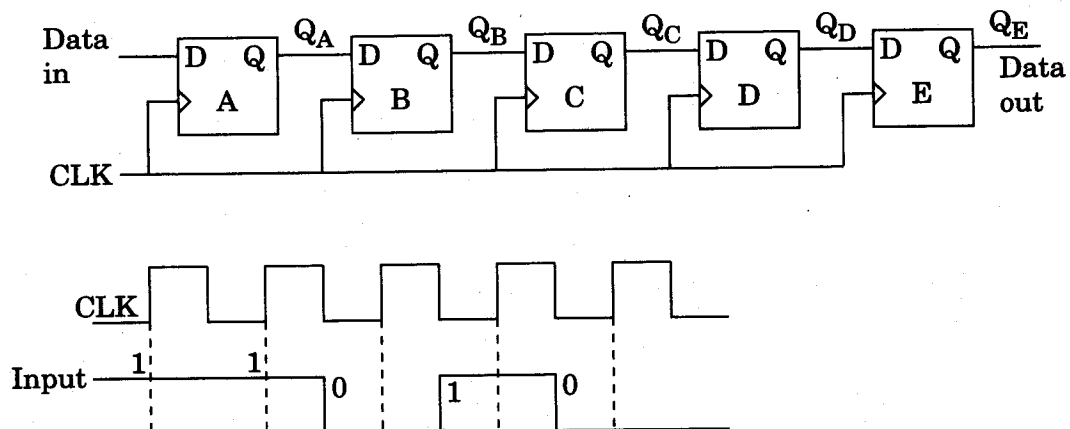 Data in
Q_A
Q_B
Q_C
Q_D
Q_E
D Q
A
D Q
B
D Q
C
D Q
D
D Q
E
Data out
CLK
CLK
Input
1
1
0
1
0